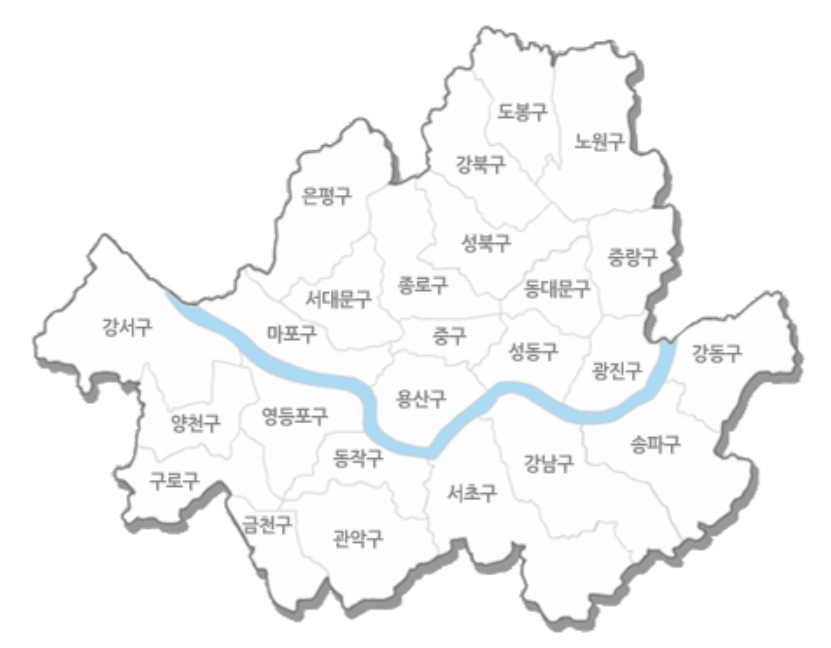 도봉구
노원구
강북구
은평구
성북구
중랑구
종로구
동대문구
서대문구
강서구
마포구
중구
성동구
강동구
광진구
용산구
영등포구
양천구
송파구
동작구
강남구
구로구
서초구
금천구
관악구